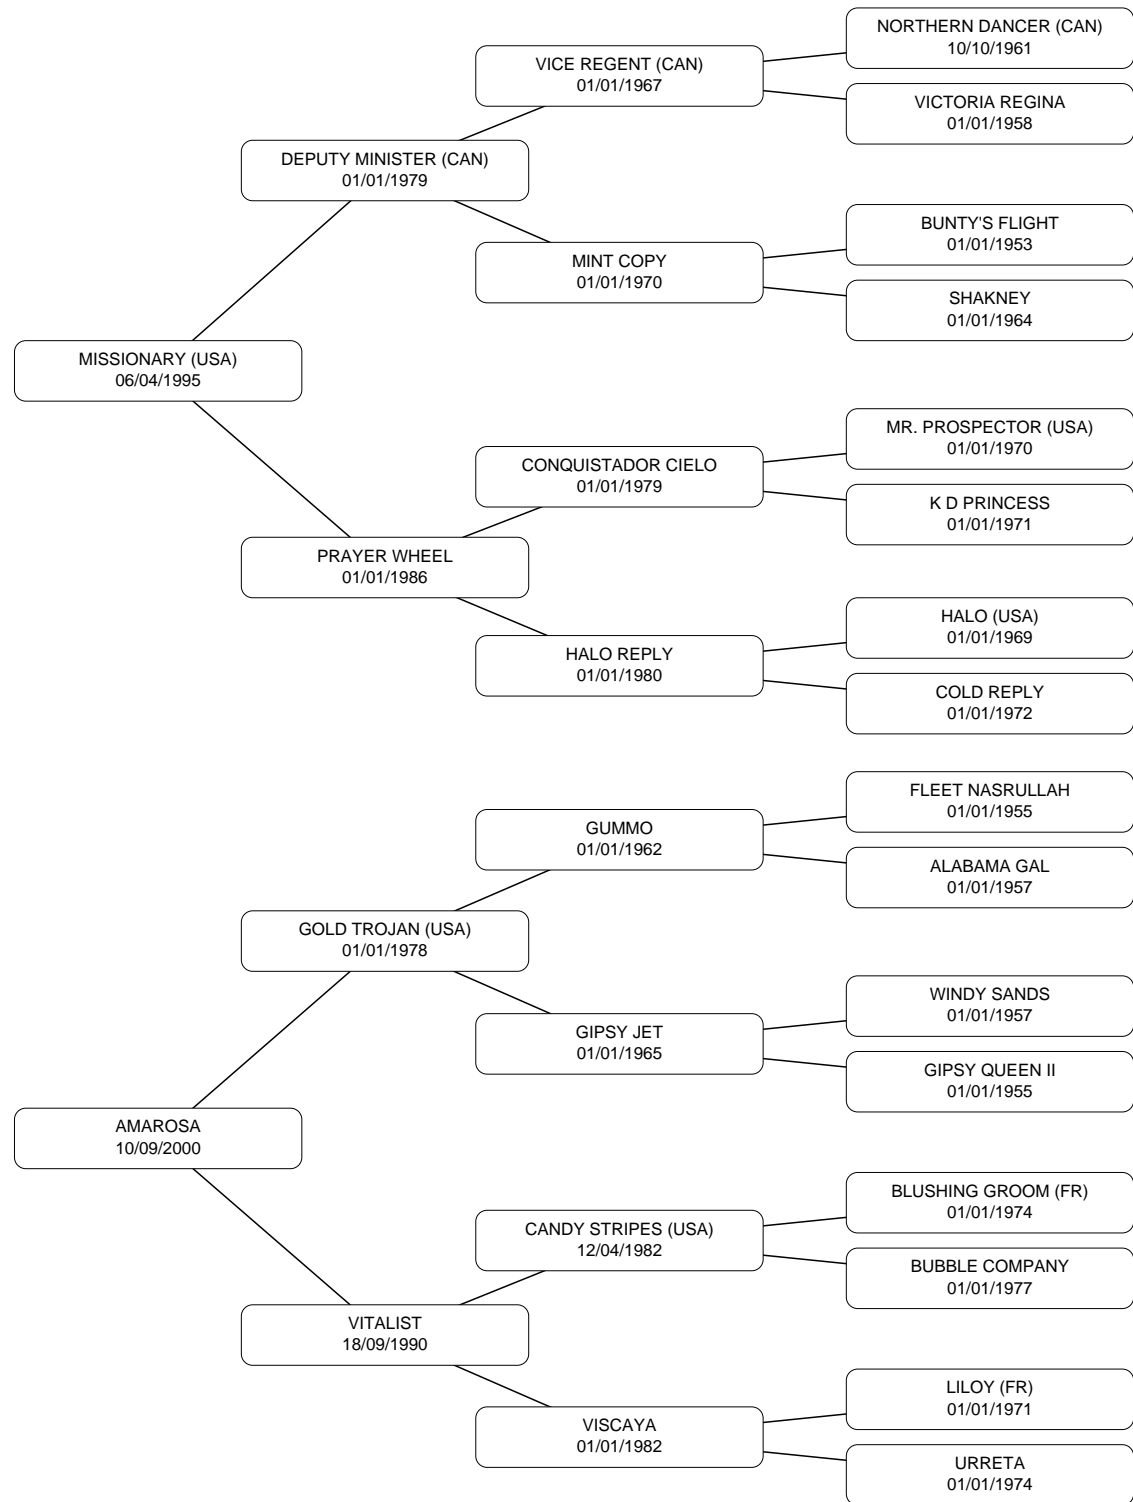 NORTHERN DANCER (CAN)
10/10/1961
VICE REGENT (CAN)
01/01/1967
VICTORIA REGINA
01/01/1958
DEPUTY MINISTER (CAN)
01/01/1979
BUNTY'S FLIGHT
01/01/1953
MINT COPY
01/01/1970
SHAKNEY
01/01/1964
MISSIONARY (USA)
06/04/1995
MR. PROSPECTOR (USA)
01/01/1970
CONQUISTADOR CIELO
01/01/1979
K D PRINCESS
01/01/1971
PRAYER WHEEL
01/01/1986
HALO (USA)
01/01/1969
HALO REPLY
01/01/1980
COLD REPLY
01/01/1972
FLEET NASRULLAH
01/01/1955
GUMMO
01/01/1962
ALABAMA GAL
01/01/1957
GOLD TROJAN (USA)
01/01/1978
WINDY SANDS
01/01/1957
GIPSY JET
01/01/1965
GIPSY QUEEN II
01/01/1955
AMAROSA
10/09/2000
BLUSHING GROOM (FR)
01/01/1974
CANDY STRIPES (USA)
12/04/1982
BUBBLE COMPANY
01/01/1977
VITALIST
18/09/1990
LILOY (FR)
01/01/1971
VISCAYA
01/01/1982
URRETA
01/01/1974